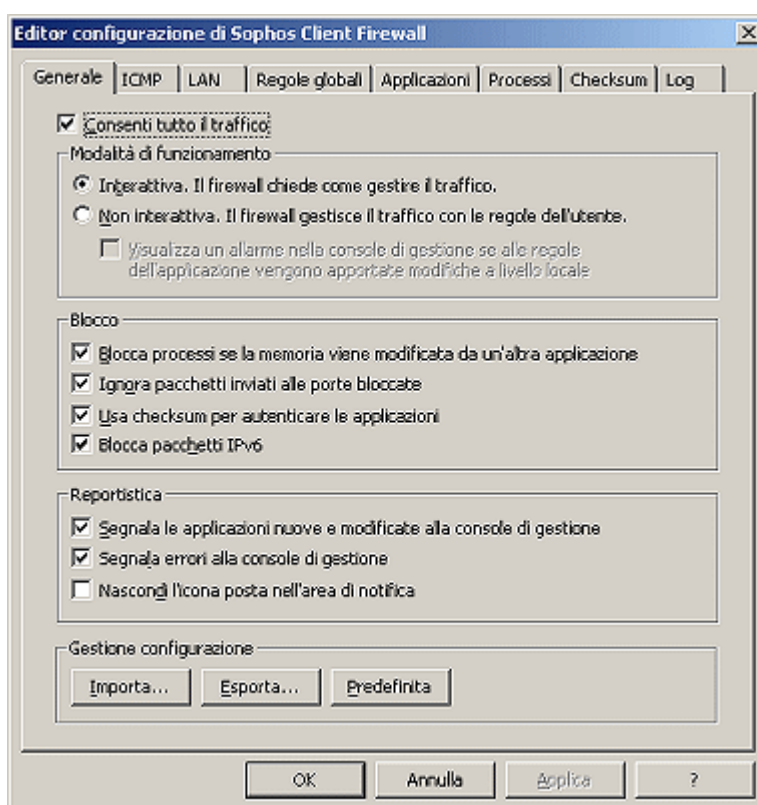 Editor configurazione di Sophos Client Firewall
Generale ICMP LAN Regole globali Applicazioni Processi Checksum Log
Consenti tutto il traffico
Modalità di funzionamento
Interattiva. Il firewall chiede come gestire il traffico.
Non interattiva. Il firewall gestisce il traffico con le regole dell'utente.
Visualizza un allarme nella console di gestione se alle regole
dell'applicazione vengono apportate modifiche a livello locale
Blocco
Blocca processi se la memoria viene modificata da un'altra applicazione
Ignora pacchetti inviati alle porte bloccate
Usa checksum per autenticare le applicazioni
Blocca pacchetti IPv6
Reportistica
Segnala le applicazioni nuove e modificate alla console di gestione
Segnala errori alla console di gestione
Nascondi l'icona posta nell'area di notifica
Gestione configurazione
Importa... Esporta... Predefinita
OK Annulla Applica ?